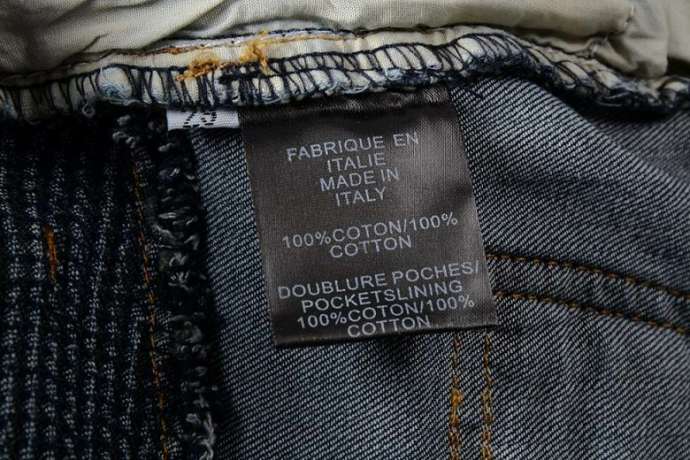 FABRIQUE EN
ITALIE
MADE IN
ITALY
100%COTON/100%
COTTON
DOUBLURE POCHES/
POCKETSLINING
100%COTON/100%
COTTON